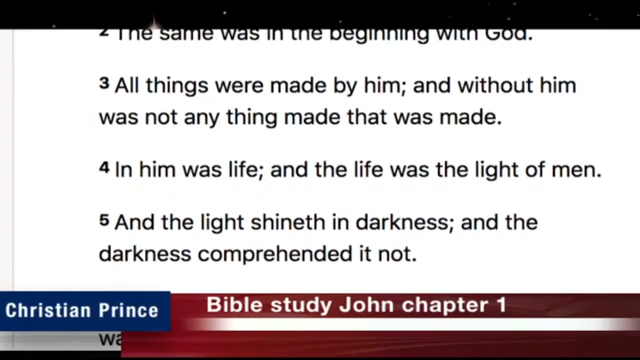 2 The same was in the beginning with God.
3 All things were made by him; and without him
was not any thing made that was made.
4 In him was life; and the life was the light of men.
5 And the light shineth in darkness; and the
darkness comprehended it not.
Christian Prince
Bible study John chapter 1